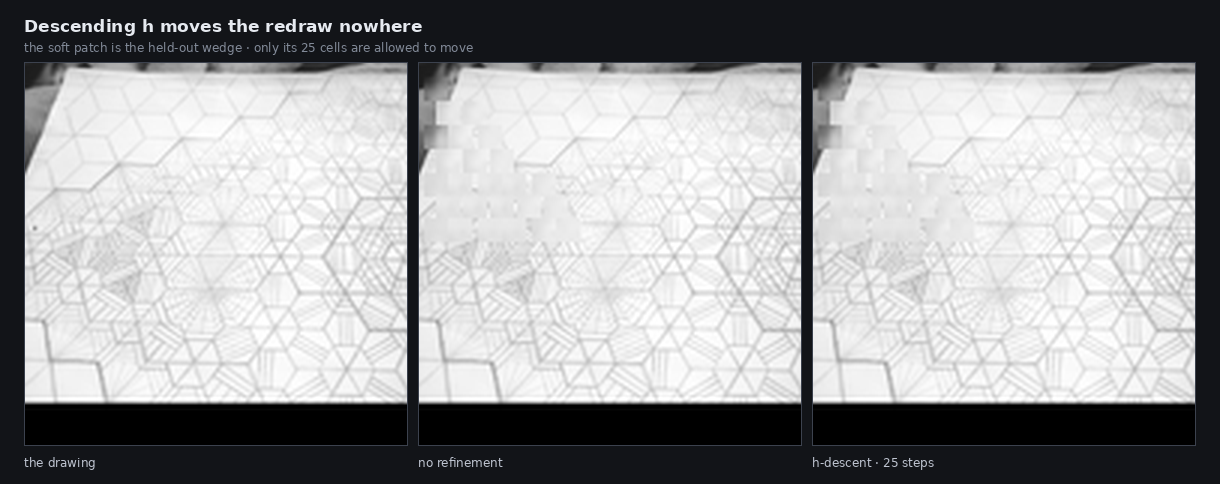 Descending h moves the redraw nowhere
the soft patch is the held-out wedge · only its 25 cells are allowed to move
the drawing
no refinement
h-descent · 25 steps